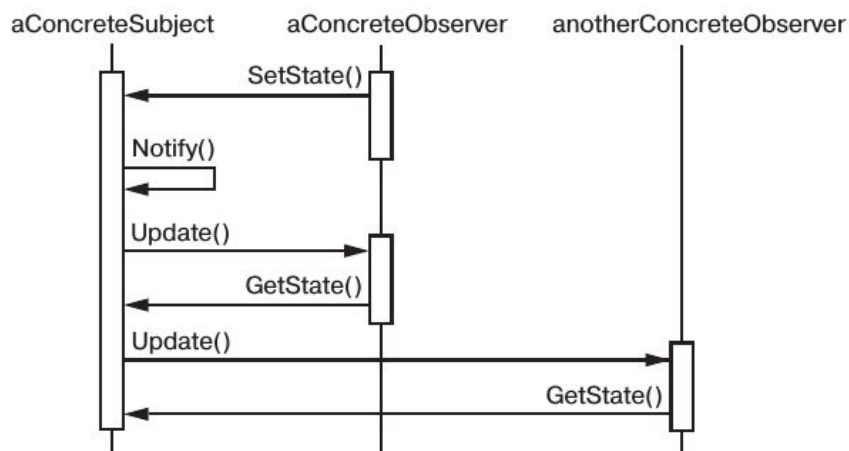 aConcreteSubject aConcreteObserver anotherConcreteObserver
SetState()
Notify()
Update()
GetState()
Update()
GetState()